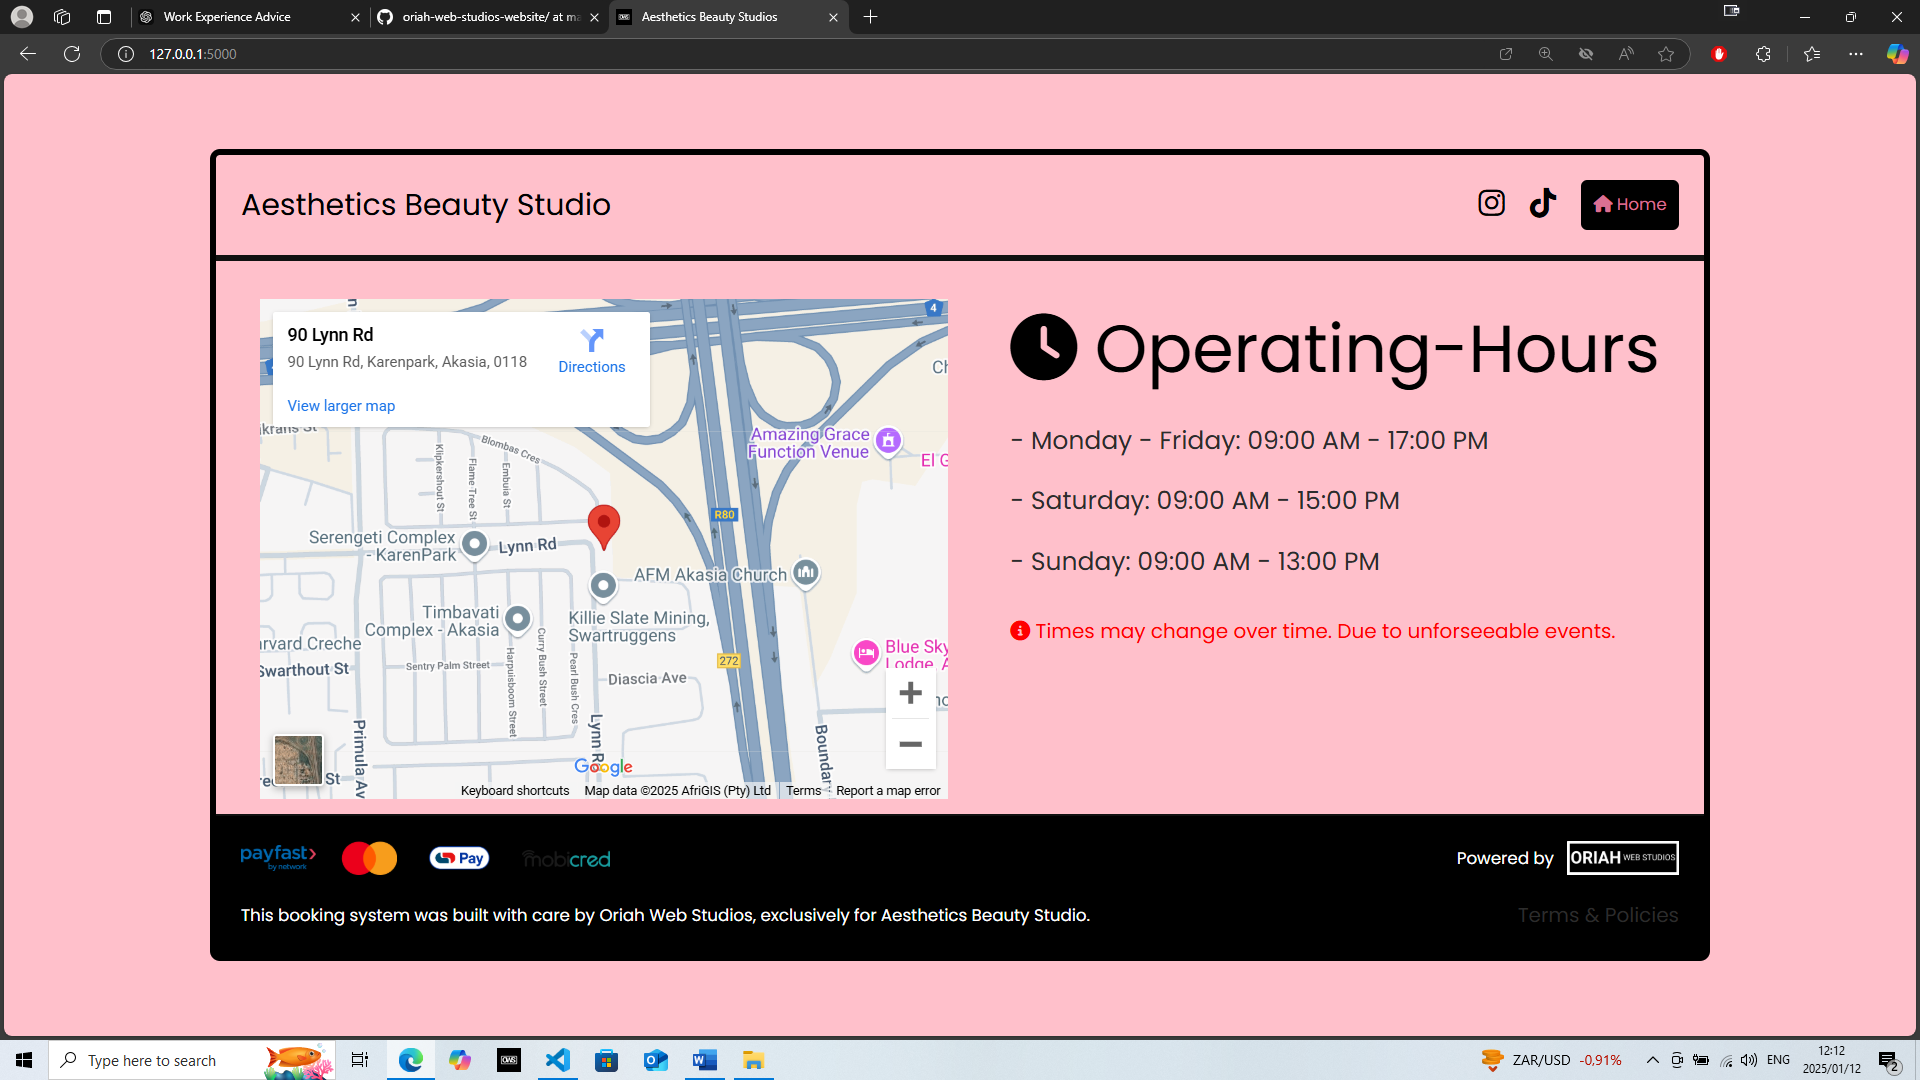 Work Experience Advice
oriah-web-studios-website/ at ma
Aesthetics Beauty Studios
127.0.0.1:5000
Aesthetics Beauty Studio
Home
90 Lynn Rd
90 Lynn Rd, Karenpark, Akasia, 0118
Directions
View larger map
4
Blombas Cres
Klipkershout St
Flame Tree St
Embuia St
Amazing Grace
Function Venue
El G
R80
Serengeti Complex
- KarenPark
Lynn Rd
AFM Akasia Church
Killie Slate Mining,
Swartruggens
Timbavati
Complex - Akasia
arvard Creche
Swarthout St
Sentry Palm Street
Harpuisboom Street
Curry Bush Street
Pearl Bush Cres
Diascia Ave
272
Blue Sky
Lodge, A
Primula Av
Lynn R
Boundary
St
Google
Keyboard shortcuts
Map data ©2025 AfriGIS (Pty) Ltd
Terms
Report a map error
Operating-Hours
- Monday - Friday: 09:00 AM - 17:00 PM
- Saturday: 09:00 AM - 15:00 PM
- Sunday: 09:00 AM - 13:00 PM
Times may change over time. Due to unforseeable events.
payfast
by network
Pay
mobicred
Powered by
ORIAH WEB STUDIOS
This booking system was built with care by Oriah Web Studios, exclusively for Aesthetics Beauty Studio.
Terms & Policies
Type here to search
OWS
ZAR/USD -0,91%
ENG
12:12
2025/01/12
2